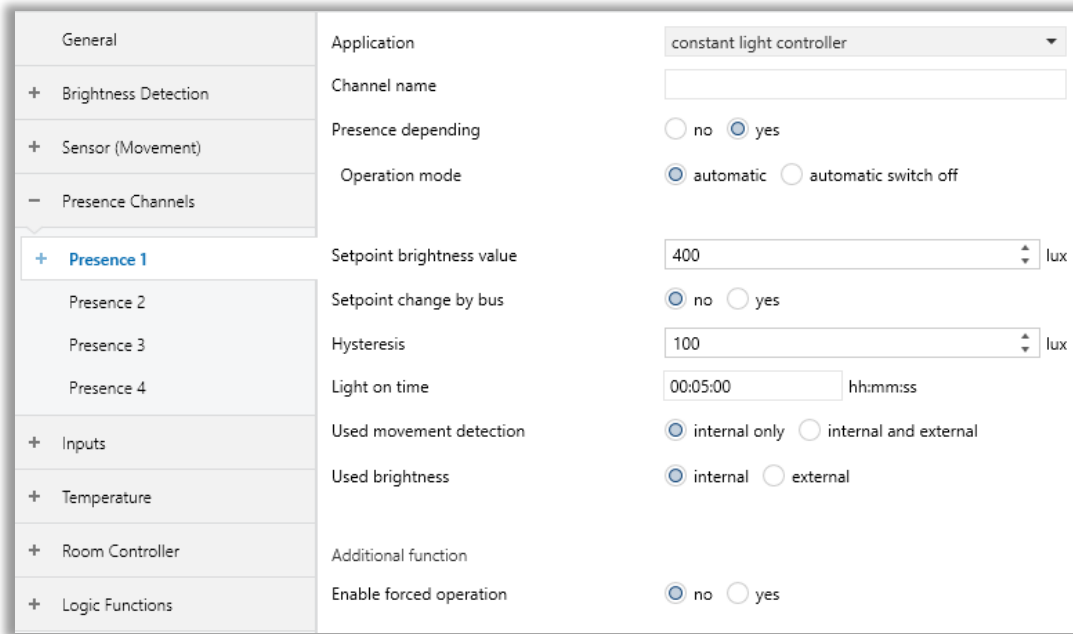 General
+ Brightness Detection
+ Sensor (Movement)
− Presence Channels
+ Presence 1
Presence 2
Presence 3
Presence 4
+ Inputs
+ Temperature
+ Room Controller
+ Logic Functions
Application constant light controller
Channel name
Presence depending no yes
Operation mode automatic automatic switch off
Setpoint brightness value 400 lux
Setpoint change by bus no yes
Hysteresis 100 lux
Light on time 00:05:00 hh:mm:ss
Used movement detection internal only internal and external
Used brightness internal external
Additional function
Enable forced operation no yes